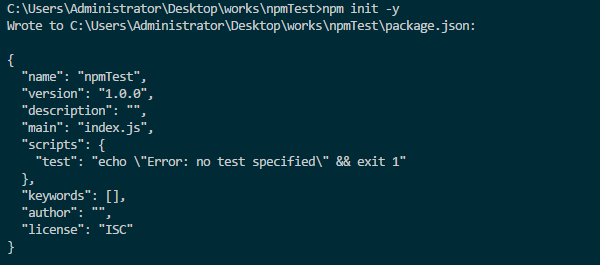 C:\Users\Administrator\Desktop\works\npmTest>npm init -y
Wrote to C:\Users\Administrator\Desktop\works\npmTest\package.json:
{
  "name": "npmTest",
  "version": "1.0.0",
  "description": "",
  "main": "index.js",
  "scripts": {
    "test": "echo \"Error: no test specified\" && exit 1"
  },
  "keywords": [],
  "author": "",
  "license": "ISC"
}